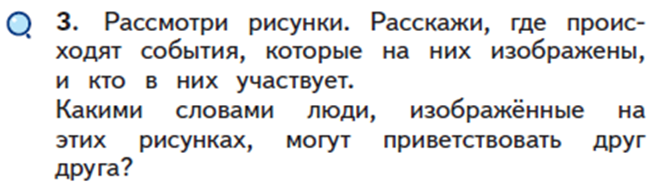 3. Рассмотри рисунки. Расскажи, где проис-
ходят события, которые на них изображены,
и кто в них участвует.
Какими словами люди, изображённые на
этих рисунках, могут приветствовать друг
друга?